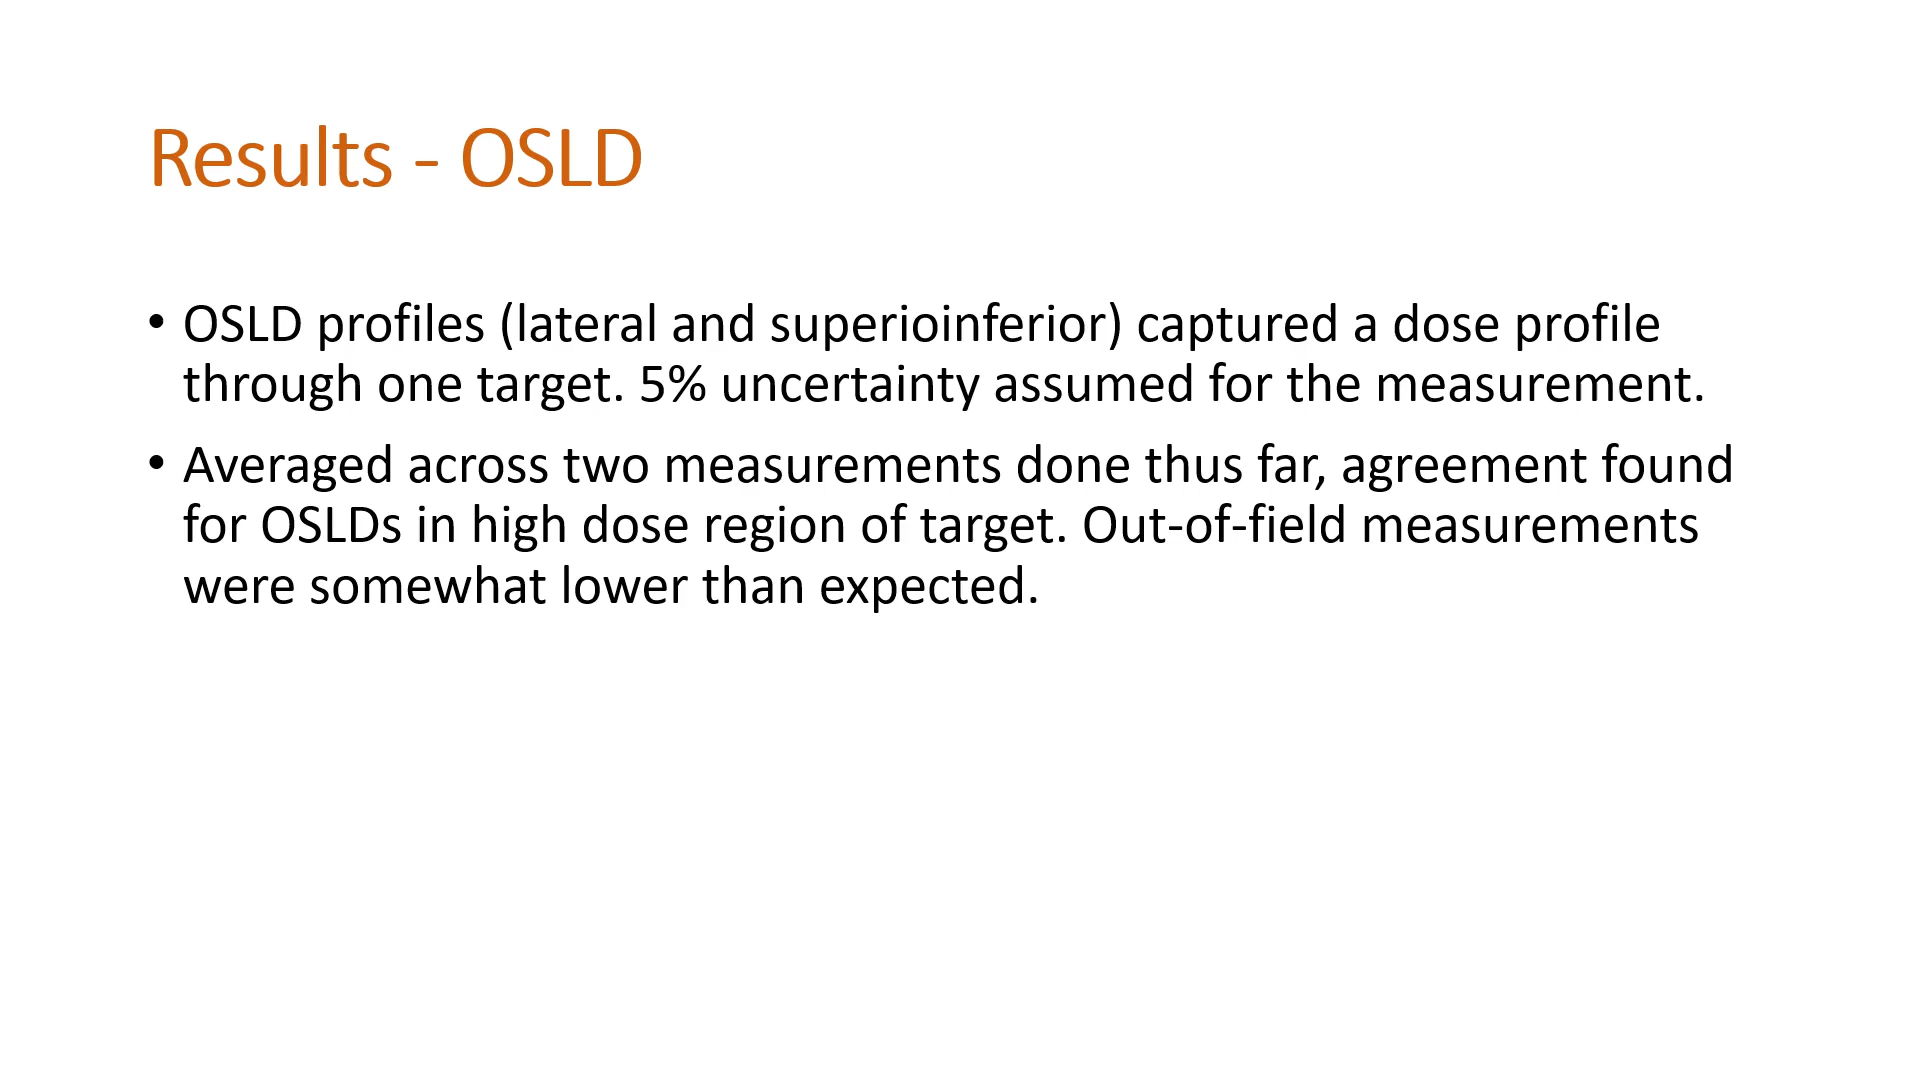 Results - OSLD
• OSLD profiles (lateral and superioinferior) captured a dose profile
through one target. 5% uncertainty assumed for the measurement.
• Averaged across two measurements done thus far, agreement found
for OSLDs in high dose region of target. Out-of-field measurements
were somewhat lower than expected.